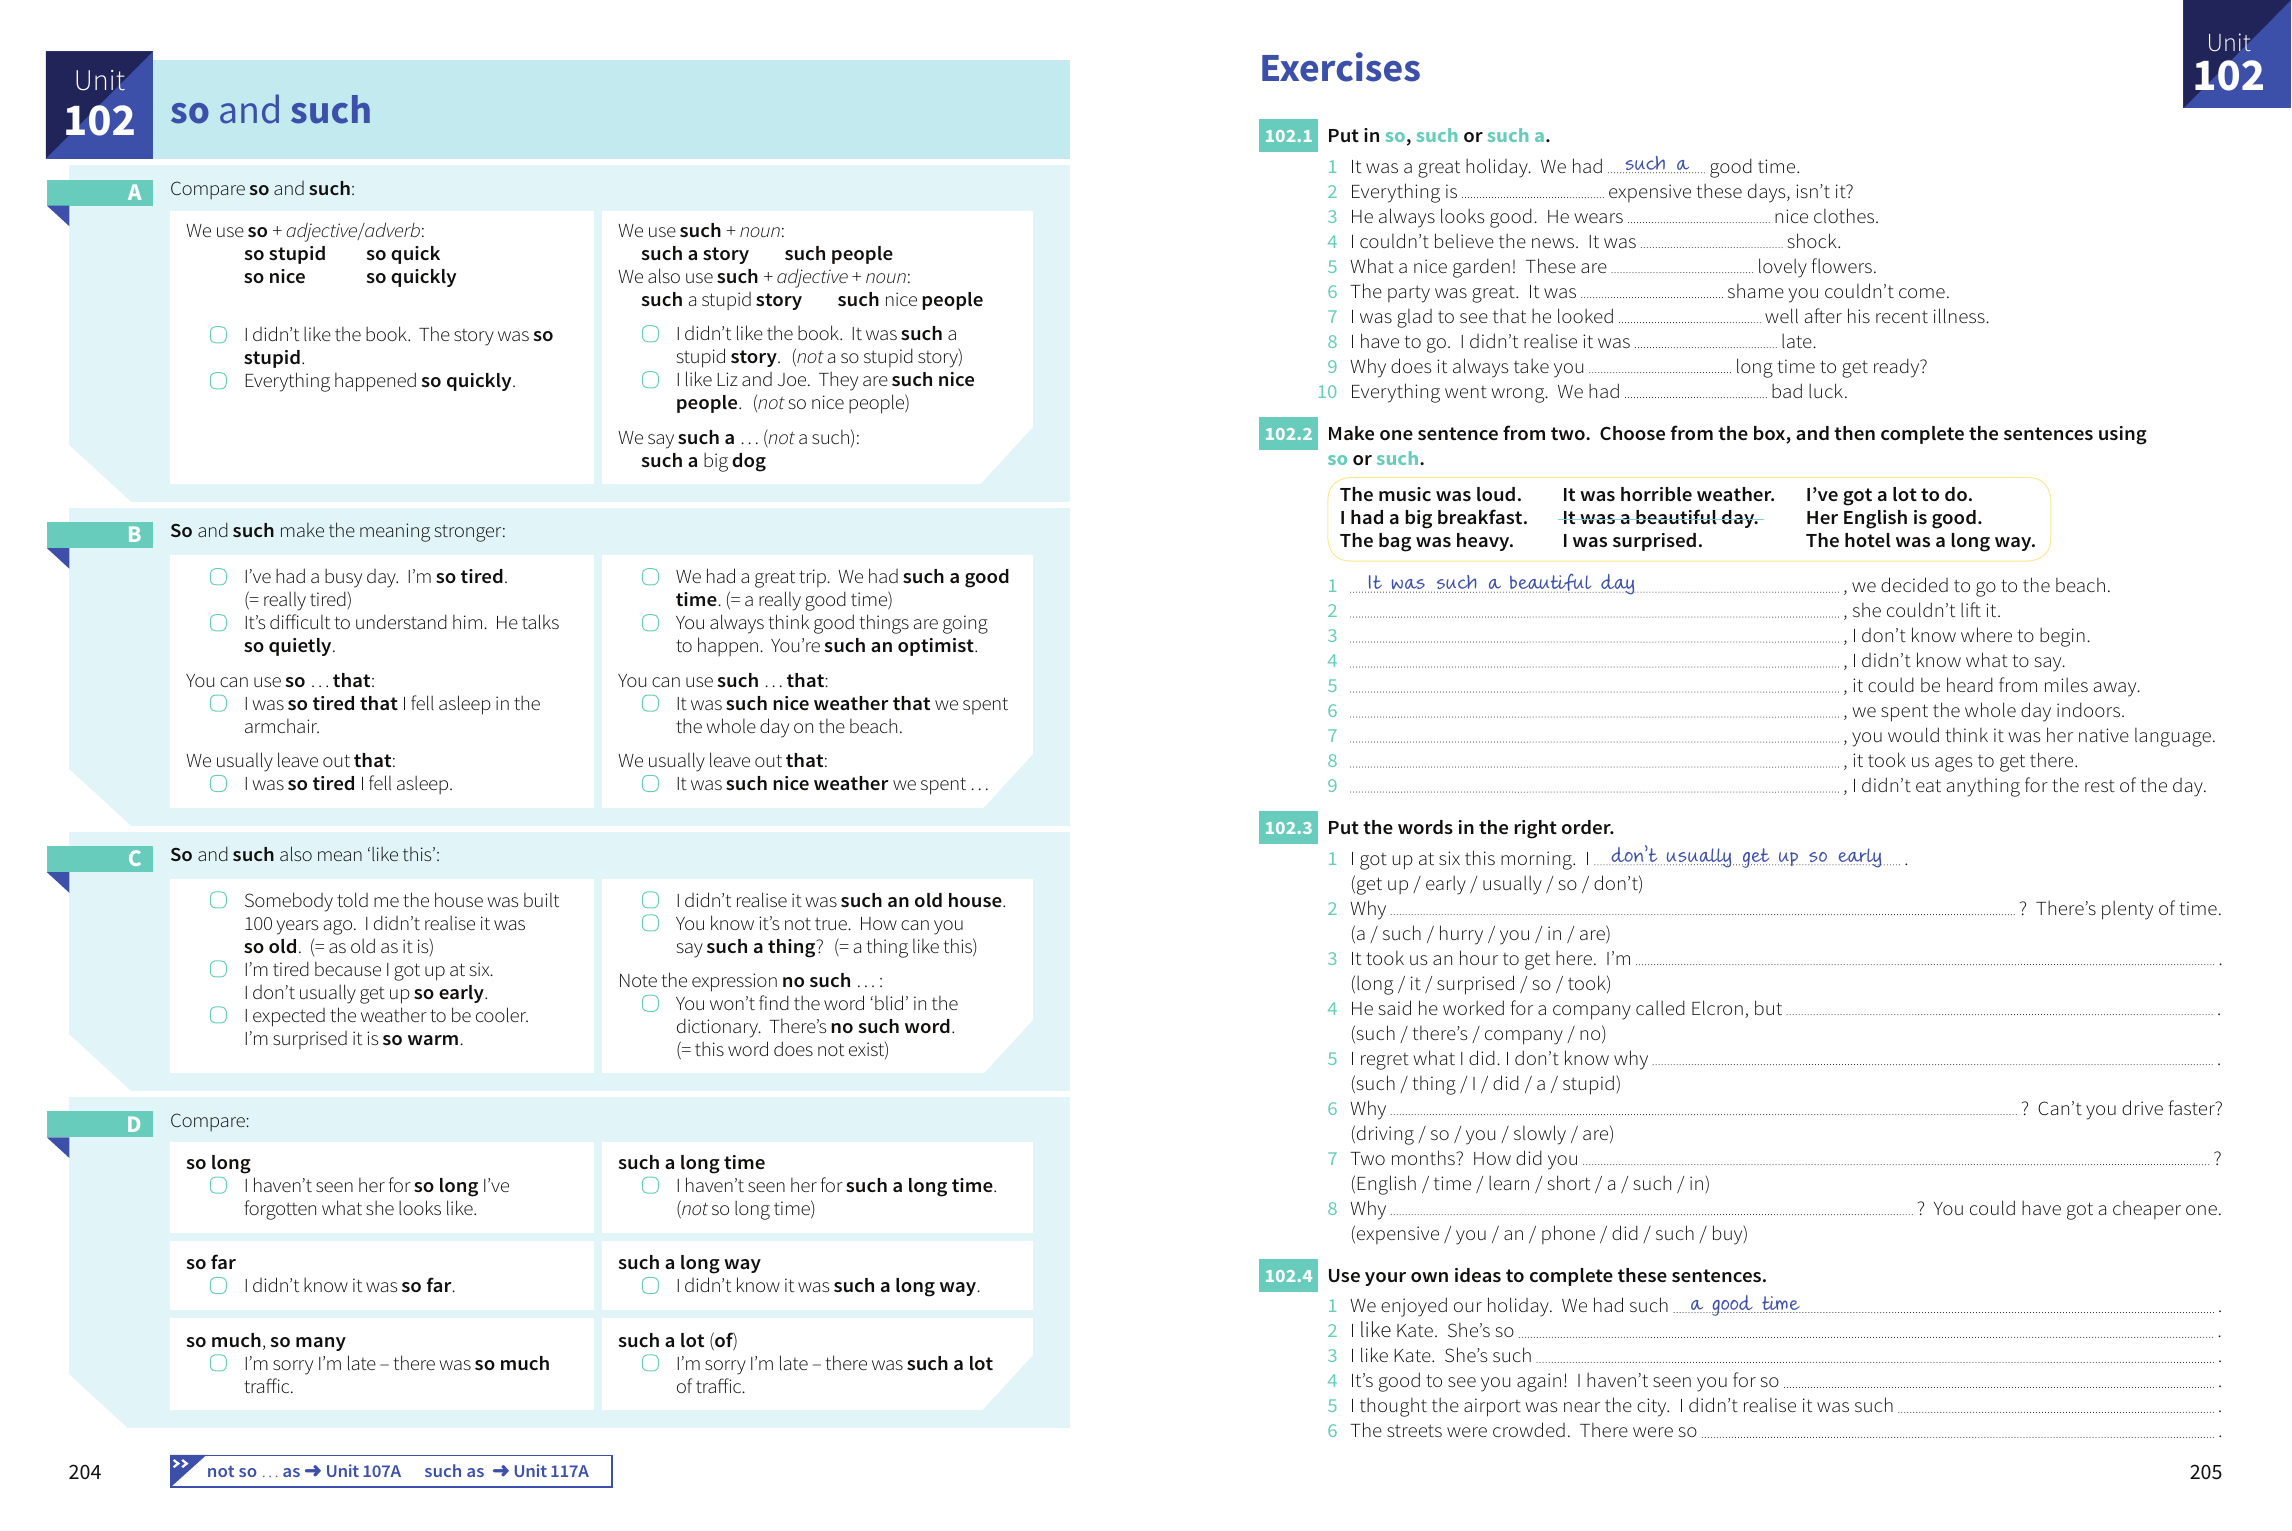 Unit
102
so and such
A
Compare so and such:
We use so + adjective/adverb:
so stupid so quick
so nice so quickly
I didn't like the book. The story was so
stupid.
Everything happened so quickly.
We use such + noun:
such a story such people
We also use such + adjective + noun:
such a stupid story such nice people
I didn't like the book. It was such a
stupid story. (not a so stupid story)
I like Liz and Joe. They are such nice
people. (not so nice people)
We say such a … (not a such):
such a big dog
B
So and such make the meaning stronger:
I've had a busy day. I'm so tired.
(= really tired)
It's difficult to understand him. He talks
so quietly.
You can use so … that:
I was so tired that I fell asleep in the
armchair.
We usually leave out that:
I was so tired I fell asleep.
We had a great trip. We had such a good
time. (= a really good time)
You always think good things are going
to happen. You're such an optimist.
You can use such … that:
It was such nice weather that we spent
the whole day on the beach.
We usually leave out that:
It was such nice weather we spent …
C
So and such also mean 'like this':
Somebody told me the house was built
100 years ago. I didn't realise it was
so old. (= as old as it is)
I'm tired because I got up at six.
I don't usually get up so early.
I expected the weather to be cooler.
I'm surprised it is so warm.
I didn't realise it was such an old house.
You know it's not true. How can you
say such a thing? (= a thing like this)
Note the expression no such … :
You won't find the word 'blid' in the
dictionary. There's no such word.
(= this word does not exist)
D
Compare:
so long
I haven't seen her for so long I've
forgotten what she looks like.
such a long time
I haven't seen her for such a long time.
(not so long time)
so far
I didn't know it was so far.
such a long way
I didn't know it was such a long way.
so much, so many
I'm sorry I'm late – there was so much
traffic.
such a lot (of)
I'm sorry I'm late – there was such a lot
of traffic.
204
>> not so … as ➜ Unit 107A such as ➜ Unit 117A
Exercises
Unit
102
102.1 Put in so, such or such a.
1 It was a great holiday. We had such a good time.
2 Everything is expensive these days, isn't it?
3 He always looks good. He wears nice clothes.
4 I couldn't believe the news. It was shock.
5 What a nice garden! These are lovely flowers.
6 The party was great. It was shame you couldn't come.
7 I was glad to see that he looked well after his recent illness.
8 I have to go. I didn't realise it was late.
9 Why does it always take you long time to get ready?
10 Everything went wrong. We had bad luck.
102.2 Make one sentence from two. Choose from the box, and then complete the sentences using
so or such.
The music was loud. It was horrible weather. I've got a lot to do.
I had a big breakfast. It was a beautiful day. Her English is good.
The bag was heavy. I was surprised. The hotel was a long way.
1 It was such a beautiful day , we decided to go to the beach.
2 , she couldn't lift it.
3 , I don't know where to begin.
4 , I didn't know what to say.
5 , it could be heard from miles away.
6 , we spent the whole day indoors.
7 , you would think it was her native language.
8 , it took us ages to get there.
9 , I didn't eat anything for the rest of the day.
102.3 Put the words in the right order.
1 I got up at six this morning. I don't usually get up so early .
(get up / early / usually / so / don't)
2 Why ? There's plenty of time.
(a / such / hurry / you / in / are)
3 It took us an hour to get here. I'm .
(long / it / surprised / so / took)
4 He said he worked for a company called Elcron, but .
(such / there's / company / no)
5 I regret what I did. I don't know why .
(such / thing / I / did / a / stupid)
6 Why ? Can't you drive faster?
(driving / so / you / slowly / are)
7 Two months? How did you ?
(English / time / learn / short / a / such / in)
8 Why ? You could have got a cheaper one.
(expensive / you / an / phone / did / such / buy)
102.4 Use your own ideas to complete these sentences.
1 We enjoyed our holiday. We had such a good time .
2 I like Kate. She's so .
3 I like Kate. She's such .
4 It's good to see you again! I haven't seen you for so .
5 I thought the airport was near the city. I didn't realise it was such .
6 The streets were crowded. There were so .
205